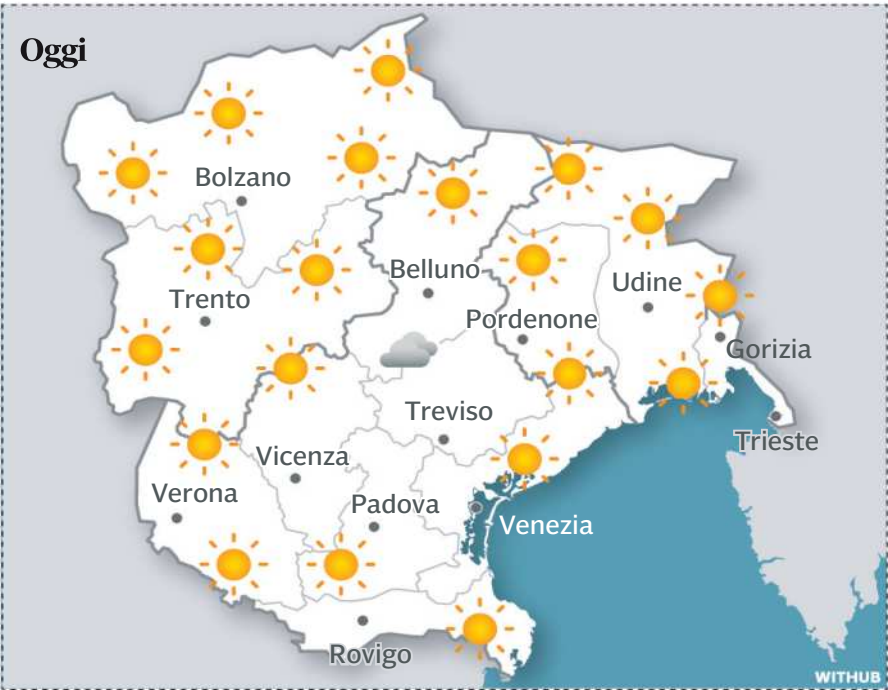 Oggi
Bolzano
Belluno
Udine
Trento
Pordenone
Gorizia
Treviso
Trieste
Vicenza
Verona
Padova
Venezia
Rovigo
WITHUB